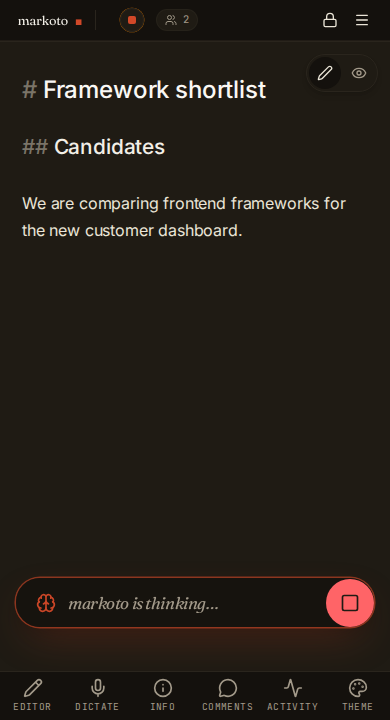 markoto
2
# Framework shortlist
## Candidates
We are comparing frontend frameworks for
the new customer dashboard.
markoto is thinking...
EDITOR DICTATE INFO COMMENTS ACTIVITY THEME